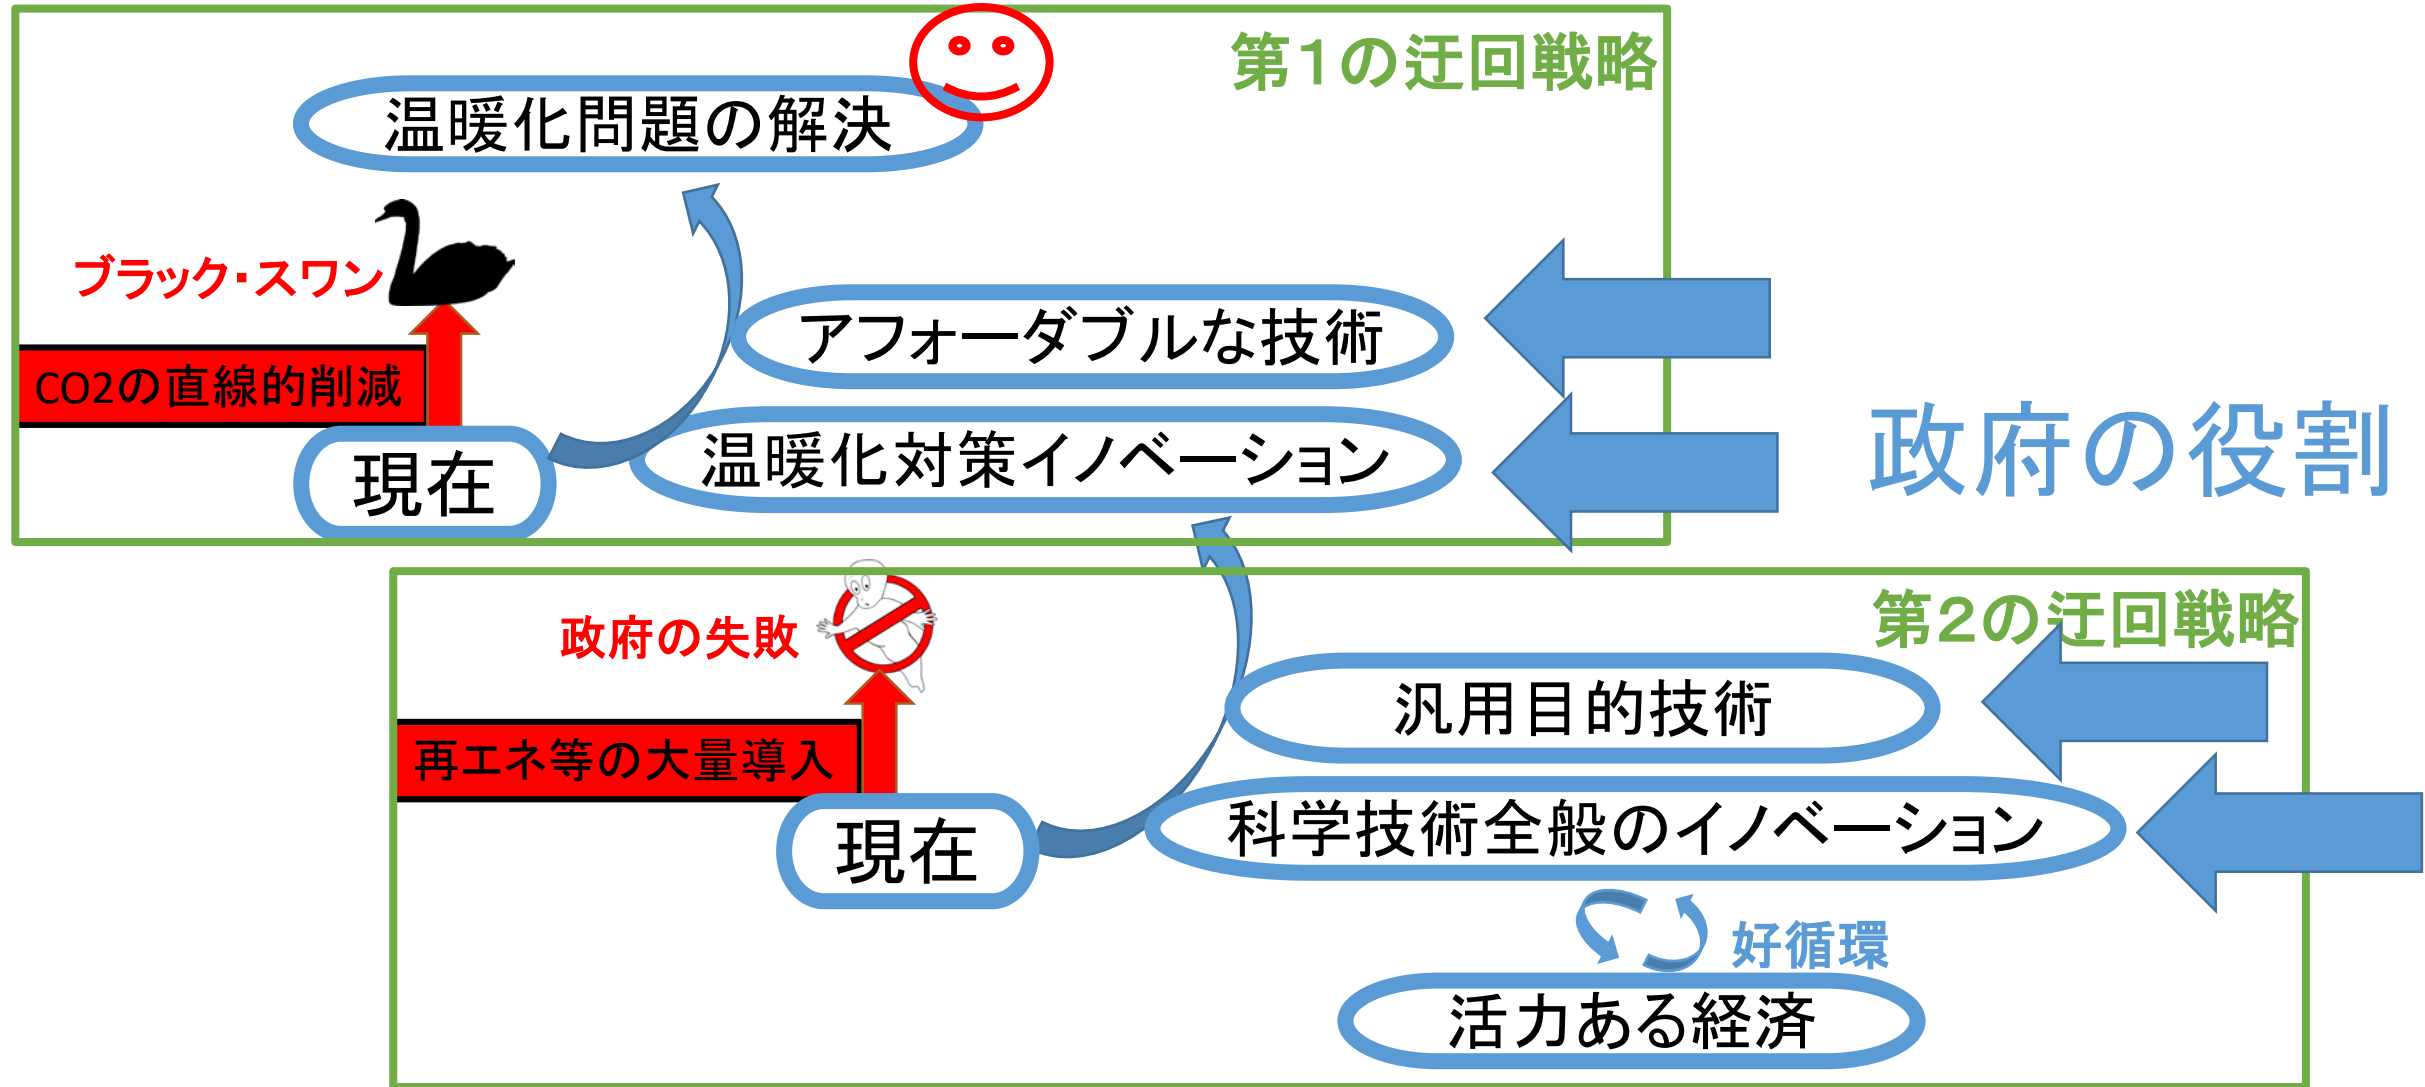 第1の迂回戦略
温暖化問題の解決
ブラック・スワン
アフォーダブルな技術
CO2の直線的削減
政府の役割
温暖化対策イノベーション
現在
第2の迂回戦略
政府の失敗
汎用目的技術
再エネ等の大量導入
科学技術全般のイノベーション
現在
好循環
活力ある経済